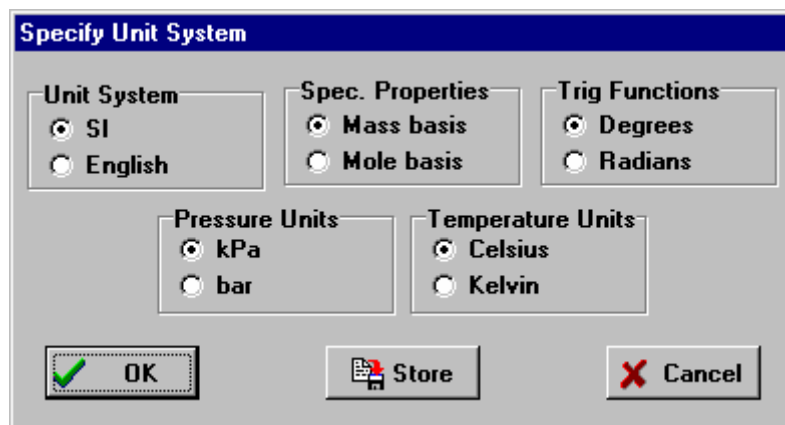 Specify Unit System
Unit System
SI
English
Spec. Properties
Mass basis
Mole basis
Trig Functions
Degrees
Radians
Pressure Units
kPa
bar
Temperature Units
Celsius
Kelvin
OK
Store
Cancel